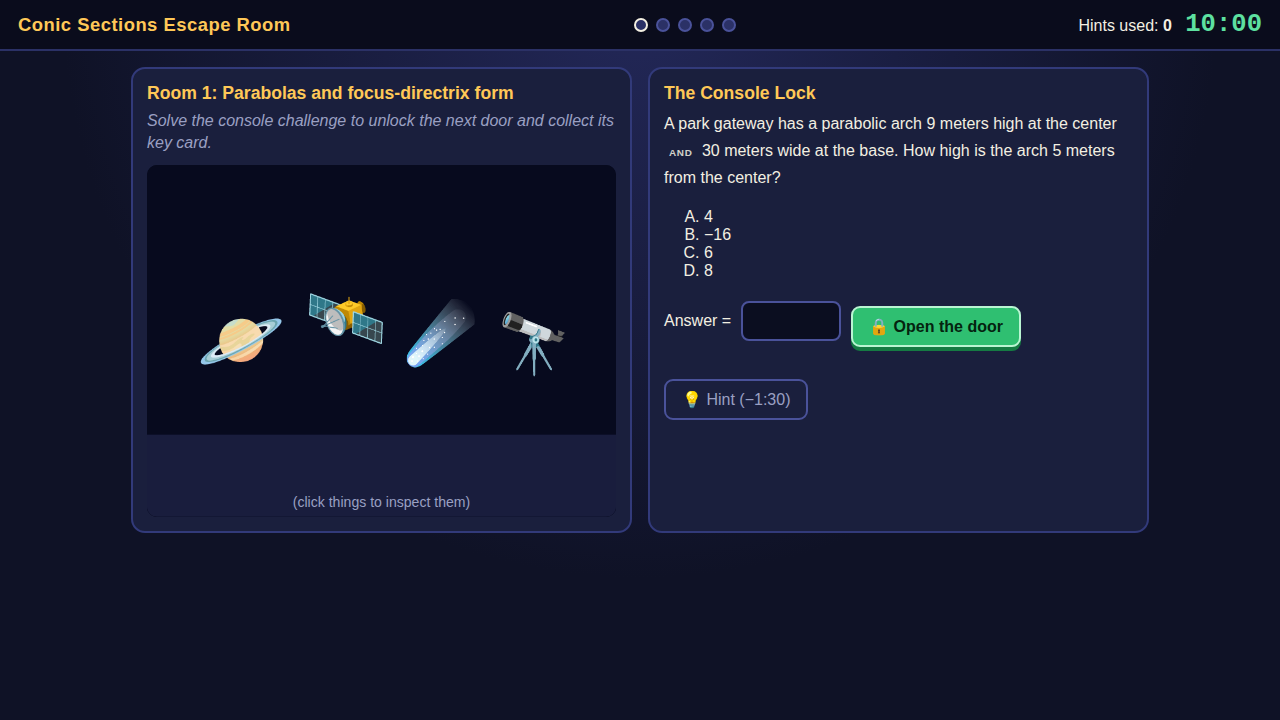 Conic Sections Escape Room
Hints used: 0 10:00
Room 1: Parabolas and focus-directrix form
Solve the console challenge to unlock the next door and collect its
key card.
(click things to inspect them)
The Console Lock
A park gateway has a parabolic arch 9 meters high at the center
AND 30 meters wide at the base. How high is the arch 5 meters
from the center?
A. 4
B. −16
C. 6
D. 8
Answer =
🔒 Open the door
💡 Hint (−1:30)